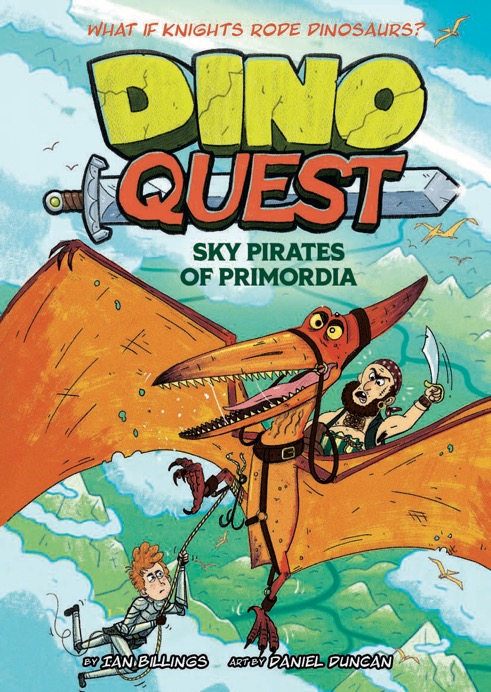 WHAT IF KNIGHTS RODE DINOSAURS?
DINO
QUEST
SKY PIRATES
OF PRIMORDIA
BY IAN BILLINGS ART BY DANIEL DUNCAN